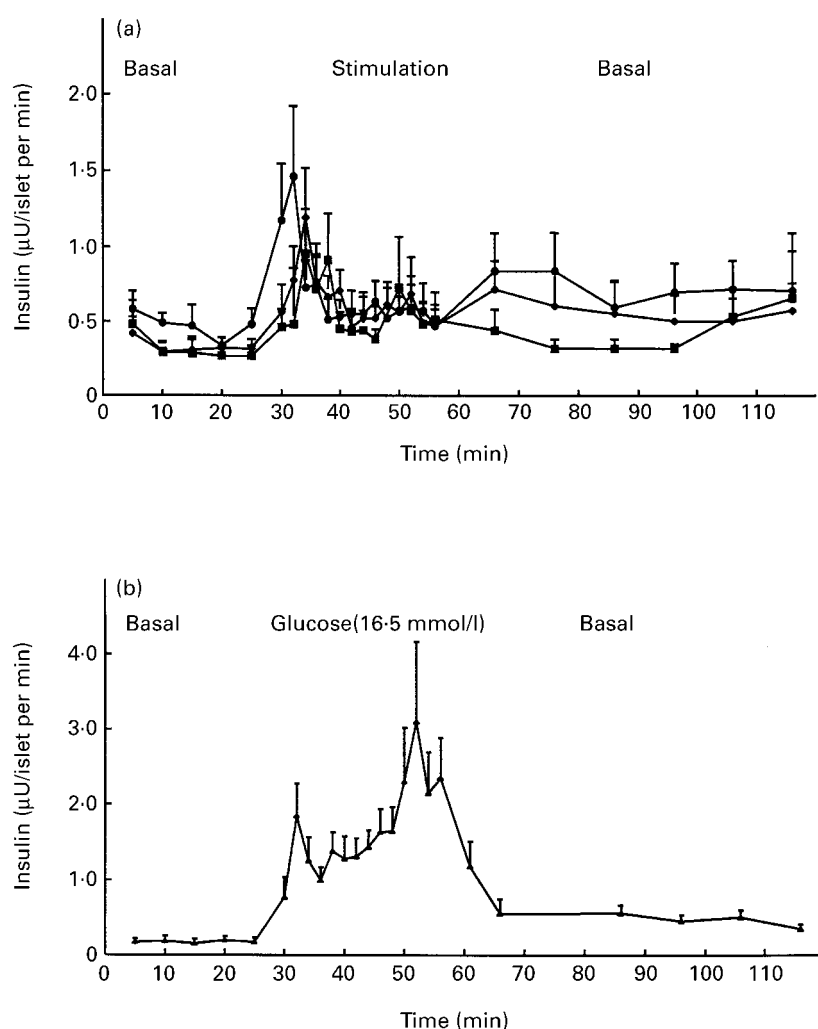 (a)
Basal Stimulation Basal
Insulin (μU/islet per min)
2·0
1·5
1·0
0·5
0
0 10 20 30 40 50 60 70 80 90 100 110
Time (min)
(b)
Basal Glucose(16·5 mmol/l) Basal
Insulin (μU/islet per min)
4·0
3·0
2·0
1·0
0
0 10 20 30 40 50 60 70 80 90 100 110
Time (min)